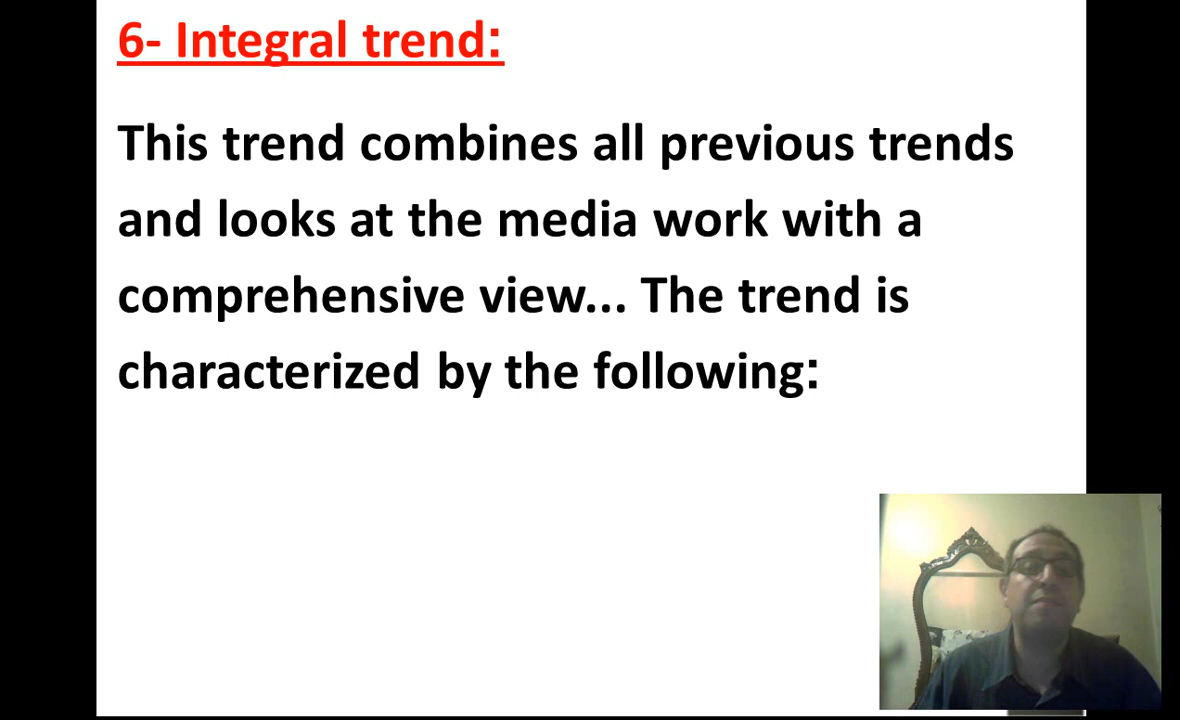 6- Integral trend:
This trend combines all previous trends
and looks at the media work with a
comprehensive view... The trend is
characterized by the following: